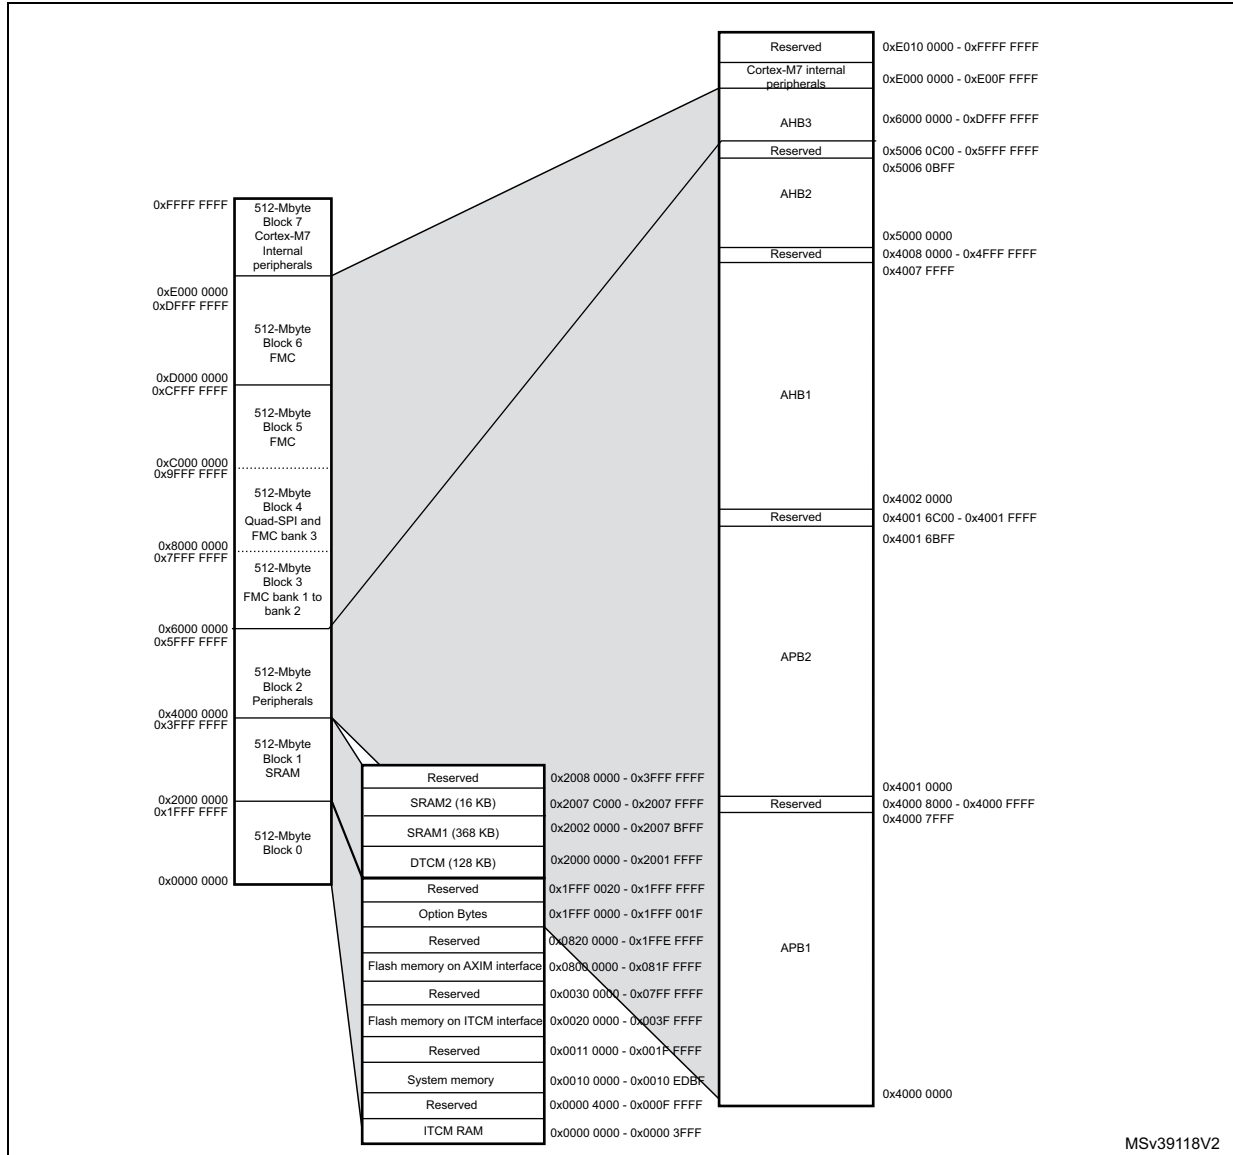 0xFFFF FFFF
512-Mbyte
Block 7
Cortex-M7
Internal
peripherals
0xE000 0000
0xDFFF FFFF
512-Mbyte
Block 6
FMC
0xD000 0000
0xCFFF FFFF
512-Mbyte
Block 5
FMC
0xC000 0000
0x9FFF FFFF
512-Mbyte
Block 4
Quad-SPI and
FMC bank 3
0x8000 0000
0x7FFF FFFF
512-Mbyte
Block 3
FMC bank 1 to
bank 2
0x6000 0000
0x5FFF FFFF
512-Mbyte
Block 2
Peripherals
0x4000 0000
0x3FFF FFFF
512-Mbyte
Block 1
SRAM
0x2000 0000
0x1FFF FFFF
512-Mbyte
Block 0
0x0000 0000
Reserved 0x2008 0000 - 0x3FFF FFFF
SRAM2 (16 KB) 0x2007 C000 - 0x2007 FFFF
SRAM1 (368 KB) 0x2002 0000 - 0x2007 BFFF
DTCM (128 KB) 0x2000 0000 - 0x2001 FFFF
Reserved 0x1FFF 0020 - 0x1FFF FFFF
Option Bytes 0x1FFF 0000 - 0x1FFF 001F
Reserved 0x0820 0000 - 0x1FFE FFFF
Flash memory on AXIM interface 0x0800 0000 - 0x081F FFFF
Reserved 0x0030 0000 - 0x07FF FFFF
Flash memory on ITCM interface 0x0020 0000 - 0x003F FFFF
Reserved 0x0011 0000 - 0x001F FFFF
System memory 0x0010 0000 - 0x0010 EDBF
Reserved 0x0000 4000 - 0x000F FFFF
ITCM RAM 0x0000 0000 - 0x0000 3FFF
Reserved 0xE010 0000 - 0xFFFF FFFF
Cortex-M7 internal
peripherals 0xE000 0000 - 0xE00F FFFF
AHB3 0x6000 0000 - 0xDFFF FFFF
Reserved 0x5006 0C00 - 0x5FFF FFFF
0x5006 0BFF
AHB2
0x5000 0000
Reserved 0x4008 0000 - 0x4FFF FFFF
0x4007 FFFF
AHB1
0x4002 0000
Reserved 0x4001 6C00 - 0x4001 FFFF
0x4001 6BFF
APB2
0x4001 0000
Reserved 0x4000 8000 - 0x4000 FFFF
0x4000 7FFF
APB1
0x4000 0000
MSv39118V2